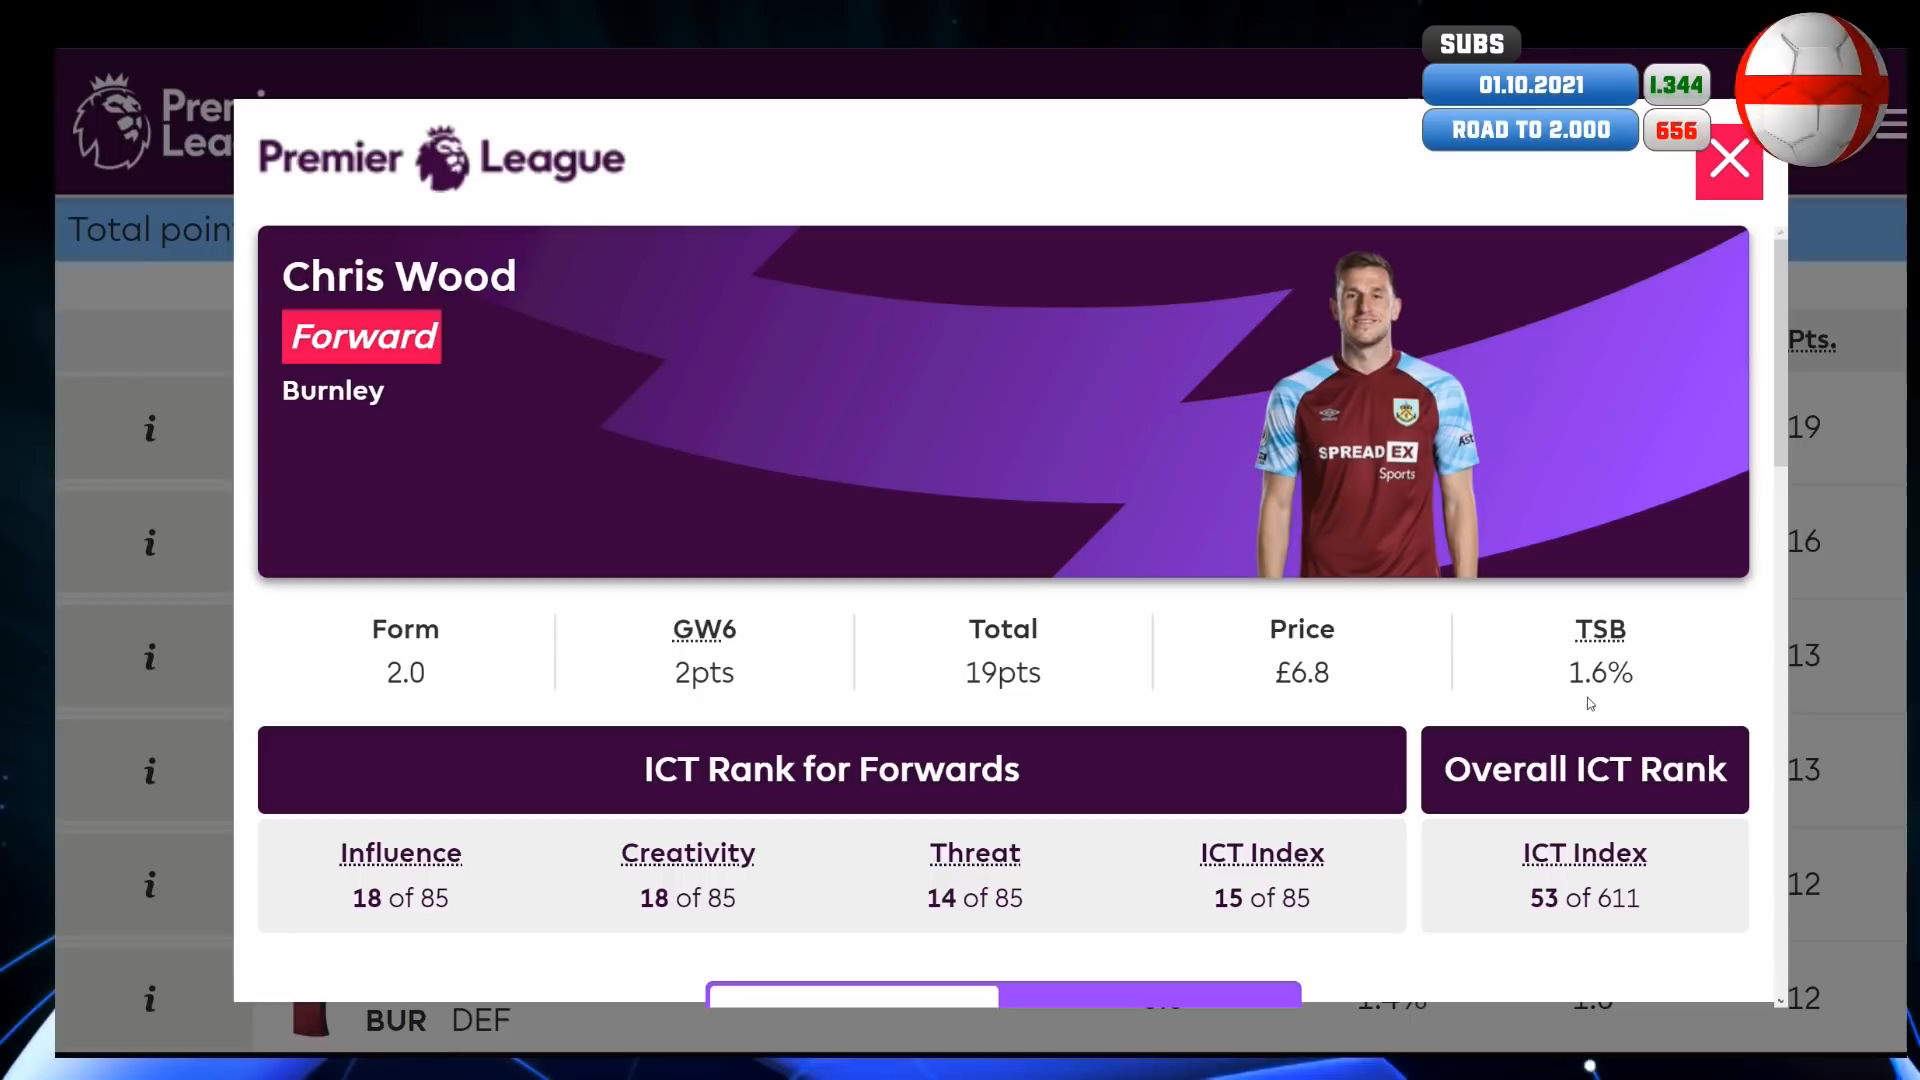 SUBS
01.10.2021 1.344
ROAD TO 2.000 656
Premier League
Total poin
Chris Wood
Forward
Burnley
SPREADEX
Sports
Pts.
i 19
i 16
i 13
i 13
i 12
i 12
Form GW6 Total Price TSB
2.0 2pts 19pts £6.8 1.6%
ICT Rank for Forwards Overall ICT Rank
Influence Creativity Threat ICT Index ICT Index
18 of 85 18 of 85 14 of 85 15 of 85 53 of 611
BUR DEF